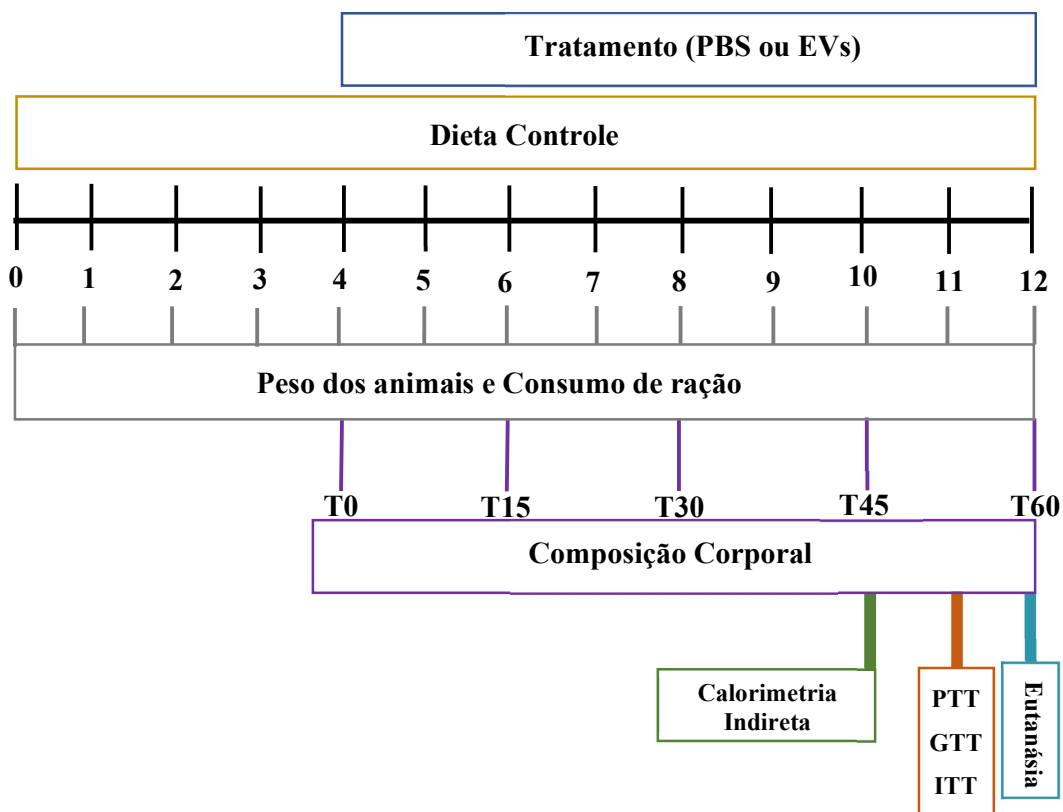 Tratamento (PBS ou EVs)
Dieta Controle
0 1 2 3 4 5 6 7 8 9 10 11 12
Peso dos animais e Consumo de ração
T0 T15 T30 T45 T60
Composição Corporal
Calorimetria
Indireta
PTT
GTT
ITT
Eutanásia